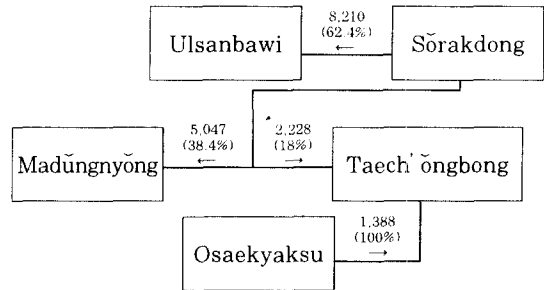 8,210
Ulsanbawi (62.4%) Sŏrakdong
←
5,047 2,228
(38.4%) (18%)
Madŭngnyŏng ← → Taech'ŏngbong
1,388
(100%)
Osaekyaksu →